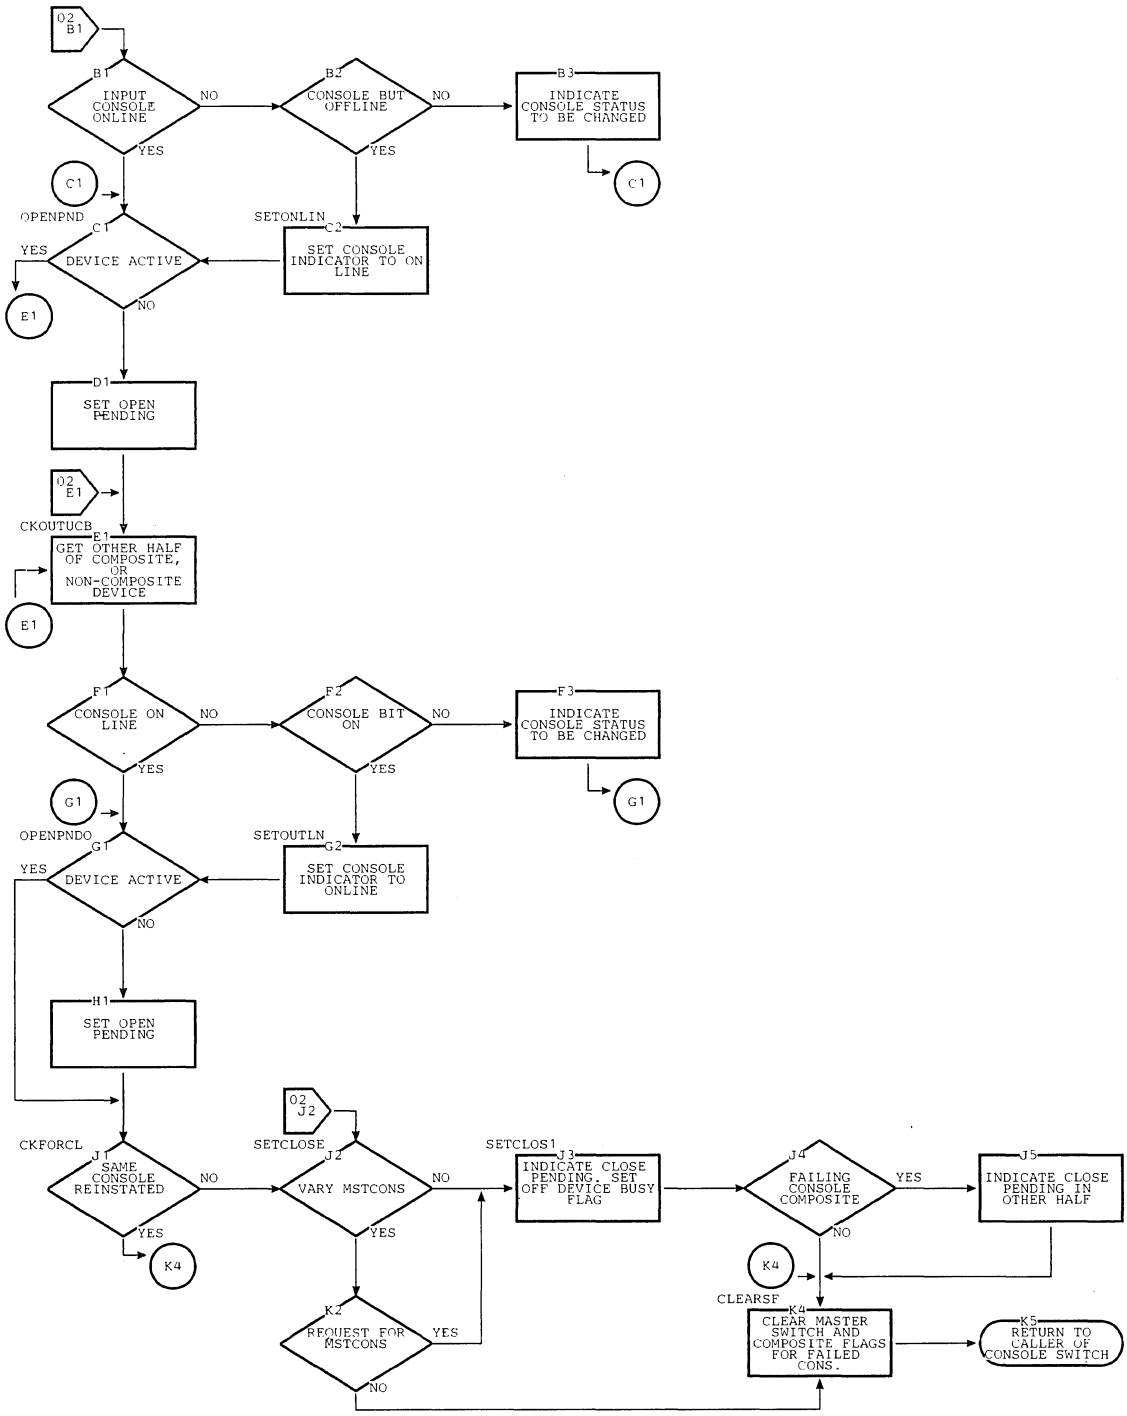 02
B1
B1
INPUT
CONSOLE
ONLINE
NO
YES
B2
CONSOLE BUT
OFFLINE
NO
YES
B3
INDICATE
CONSOLE STATUS
TO BE CHANGED
C1
C1
OPENPND
C1
DEVICE ACTIVE
YES
NO
E1
SETONLIN
C2
SET CONSOLE
INDICATOR TO ON
LINE
D1
SET OPEN
PENDING
02
E1
CKOUTUCB
E1
GET OTHER HALF
OF COMPOSITE,
OR
NON-COMPOSITE
DEVICE
E1
F1
CONSOLE ON
LINE
NO
YES
F2
CONSOLE BIT
ON
NO
YES
F3
INDICATE
CONSOLE STATUS
TO BE CHANGED
G1
G1
OPENPNDO
G1
DEVICE ACTIVE
YES
NO
SETOUTLN
G2
SET CONSOLE
INDICATOR TO
ONLINE
H1
SET OPEN
PENDING
02
J2
CKFORCL
J1
SAME
CONSOLE
REINSTATED
NO
YES
K4
SETCLOSE
J2
VARY MSTCONS
NO
YES
SETCLOS1
J3
INDICATE CLOSE
PENDING. SET
OFF DEVICE BUSY
FLAG
J4
FAILING
CONSOLE
COMPOSITE
YES
NO
J5
INDICATE CLOSE
PENDING IN
OTHER HALF
K2
REQUEST FOR
MSTCONS
YES
NO
K4
CLEARSF
K4
CLEAR MASTER
SWITCH AND
COMPOSITE FLAGS
FOR FAILED
CONS.
K5
RETURN TO
CALLER OF
CONSOLE SWITCH